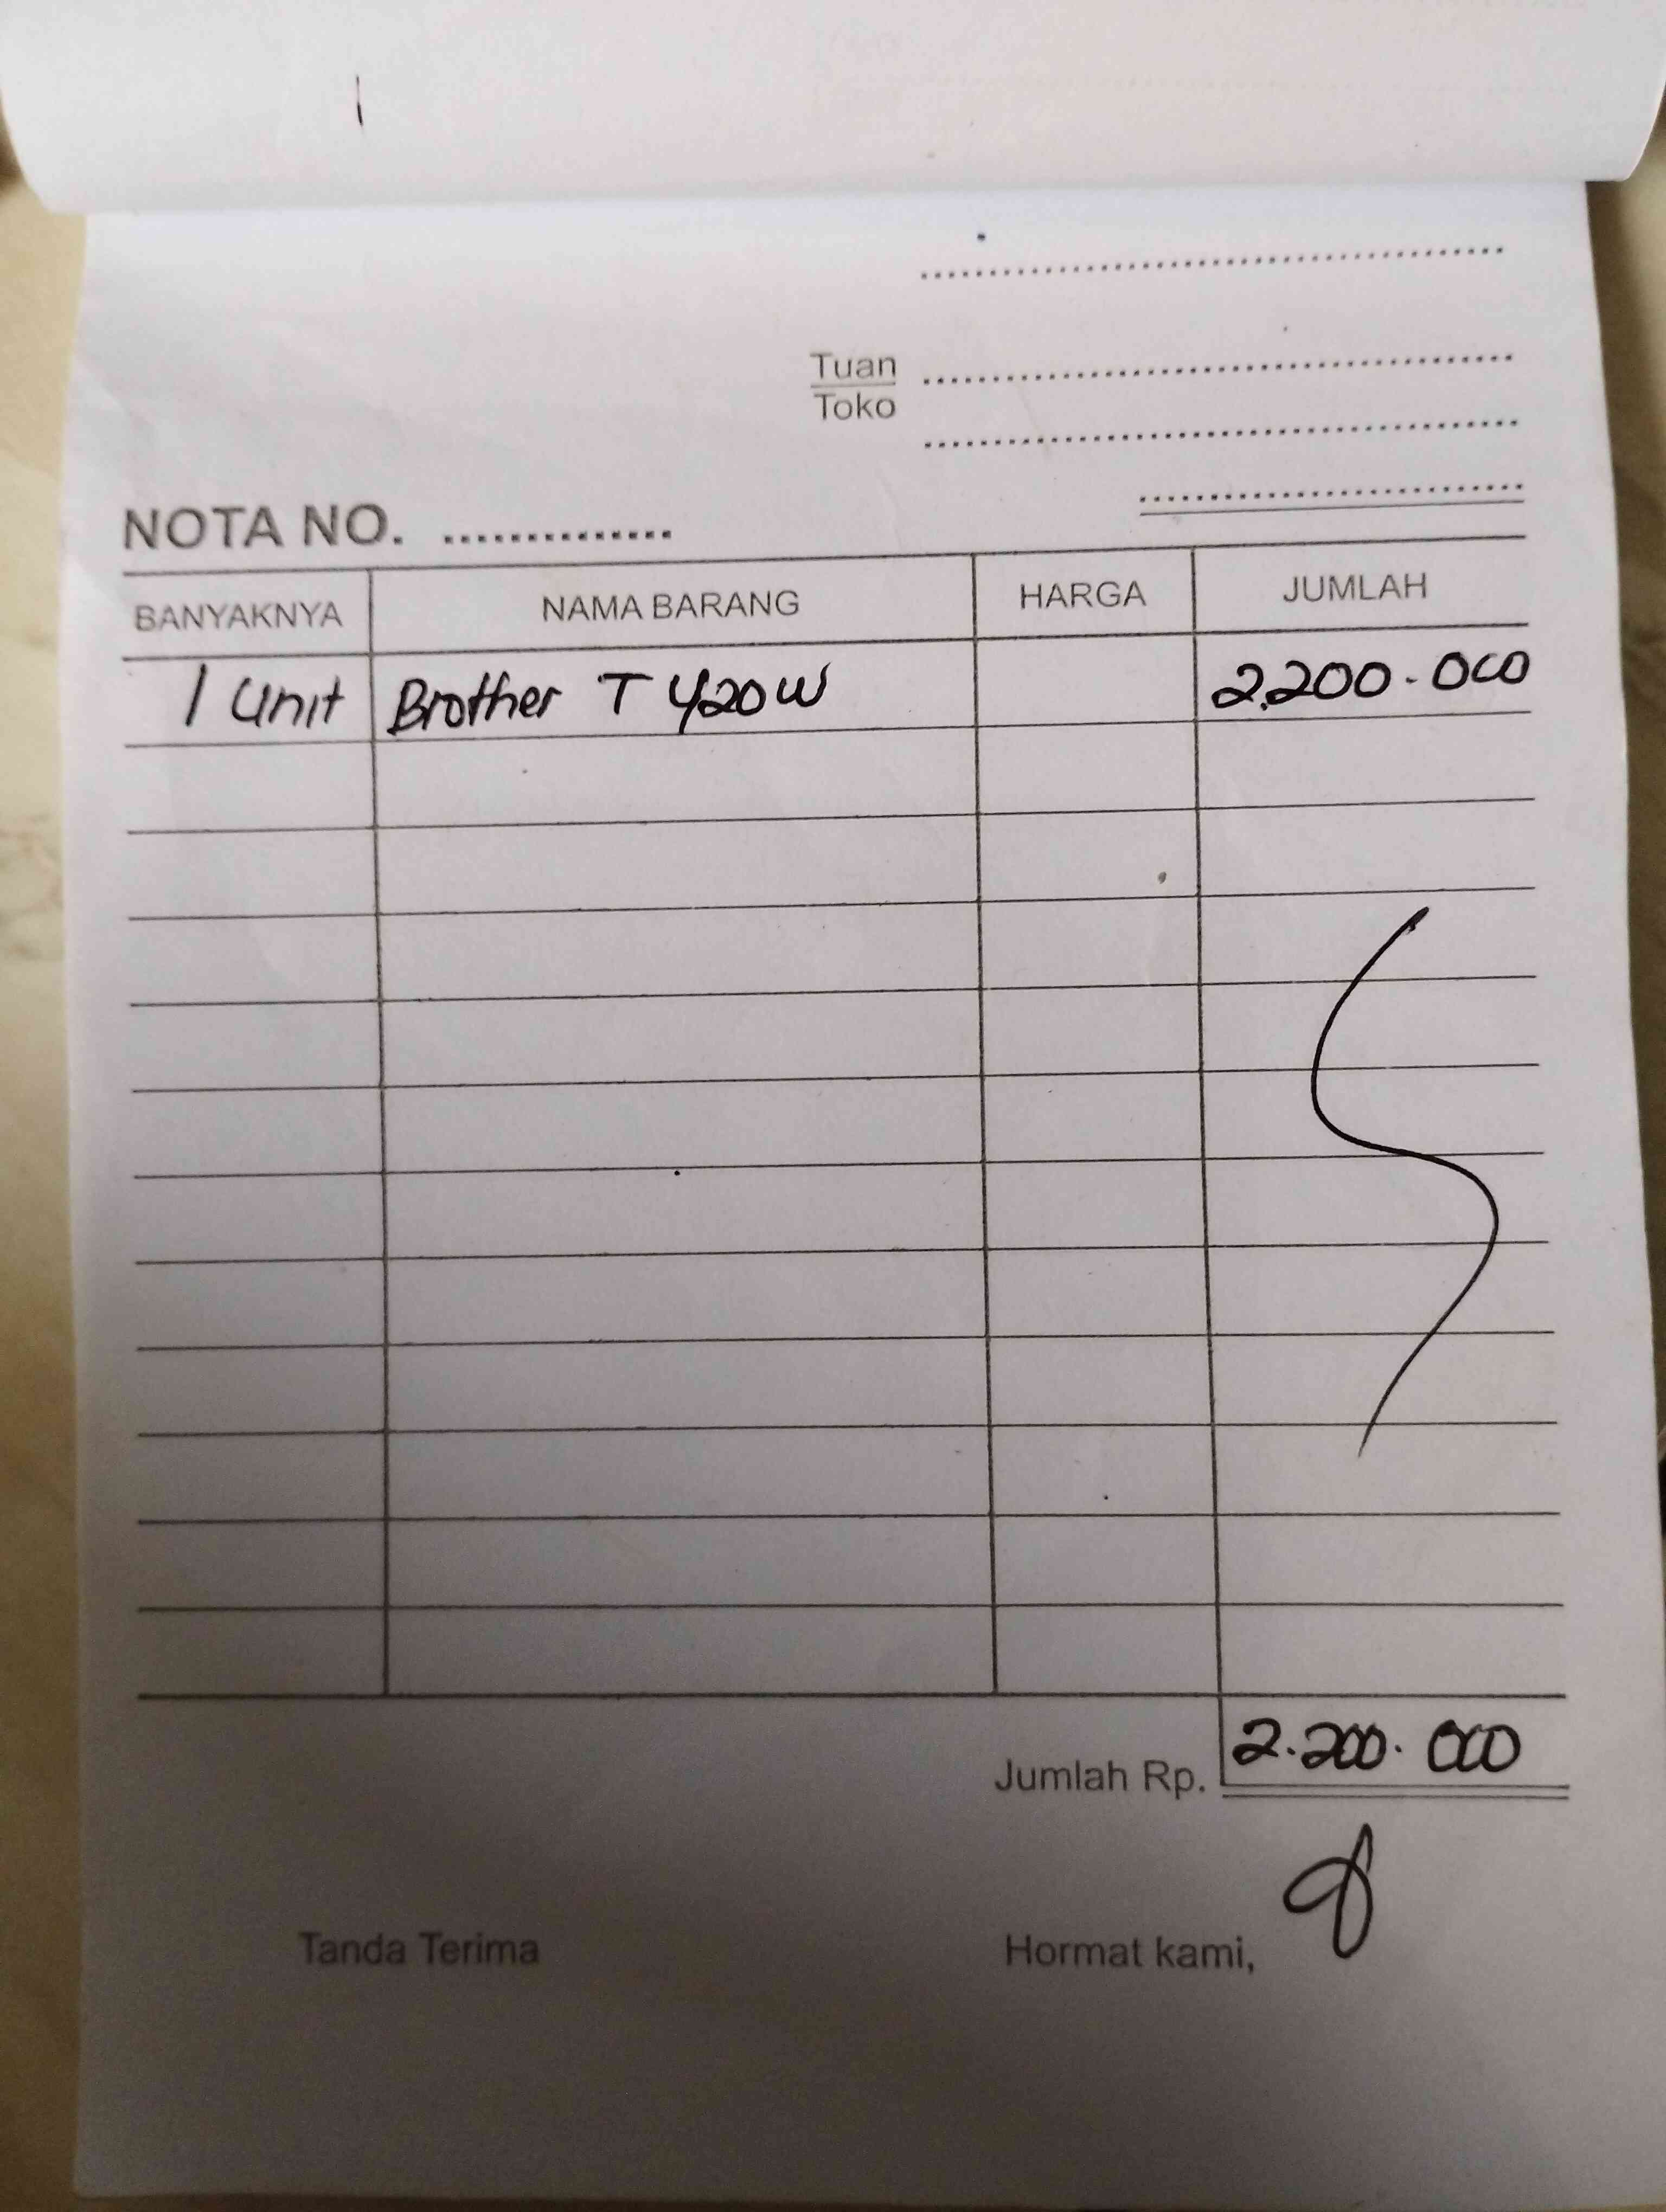 Tuan
Toko
NOTA NO. ..............
BANYAKNYA NAMA BARANG HARGA JUMLAH
1 Unit Brother T 420W 2.200.000
Jumlah Rp. 2.200.000
Tanda Terima Hormat kami,